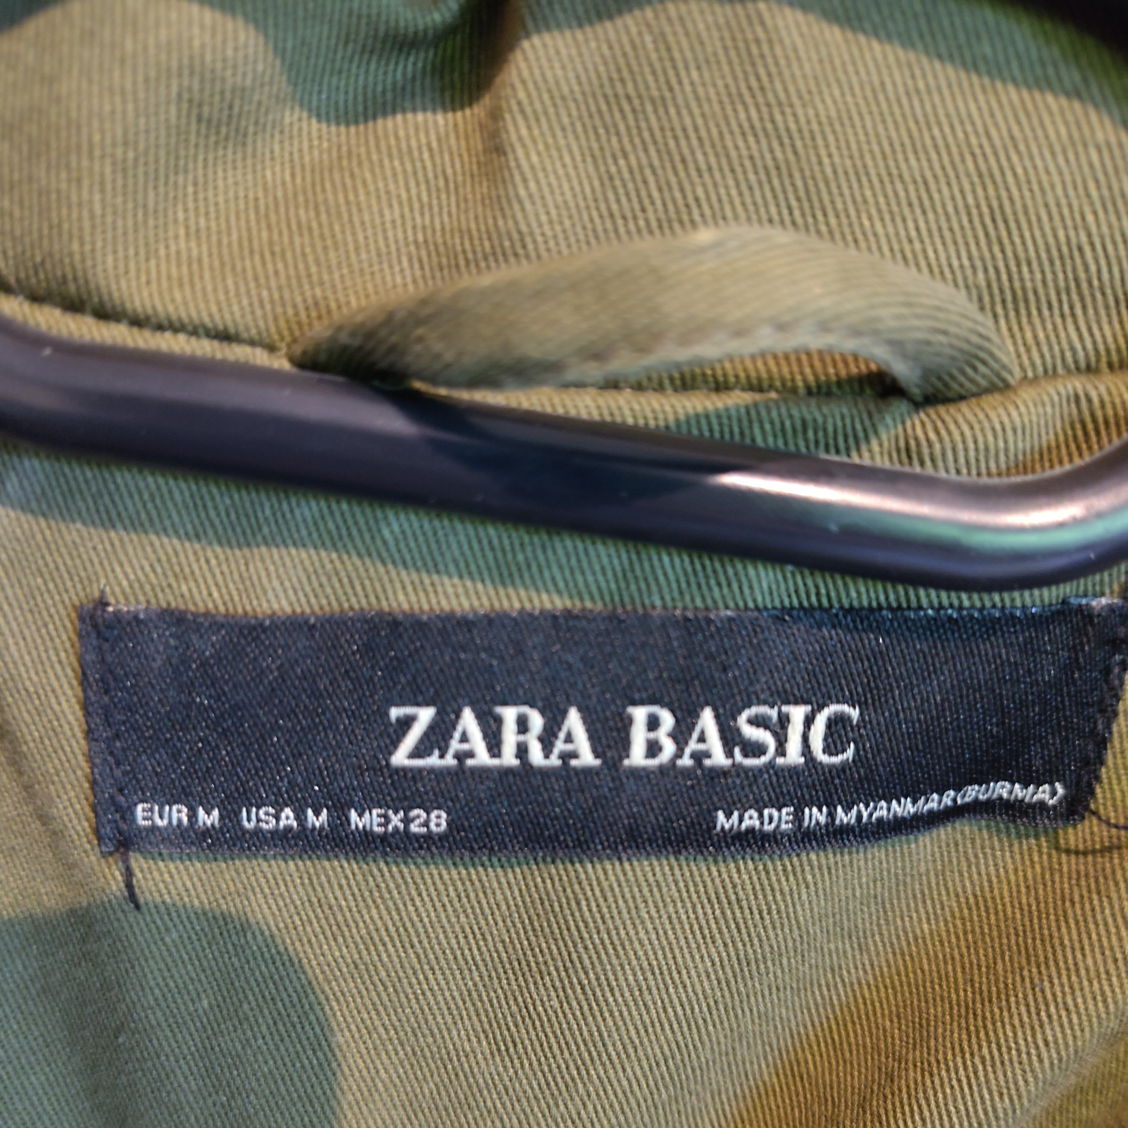 ZARA BASIC
EUR M USA M MEX 28 MADE IN MYANMAR (BURMA)